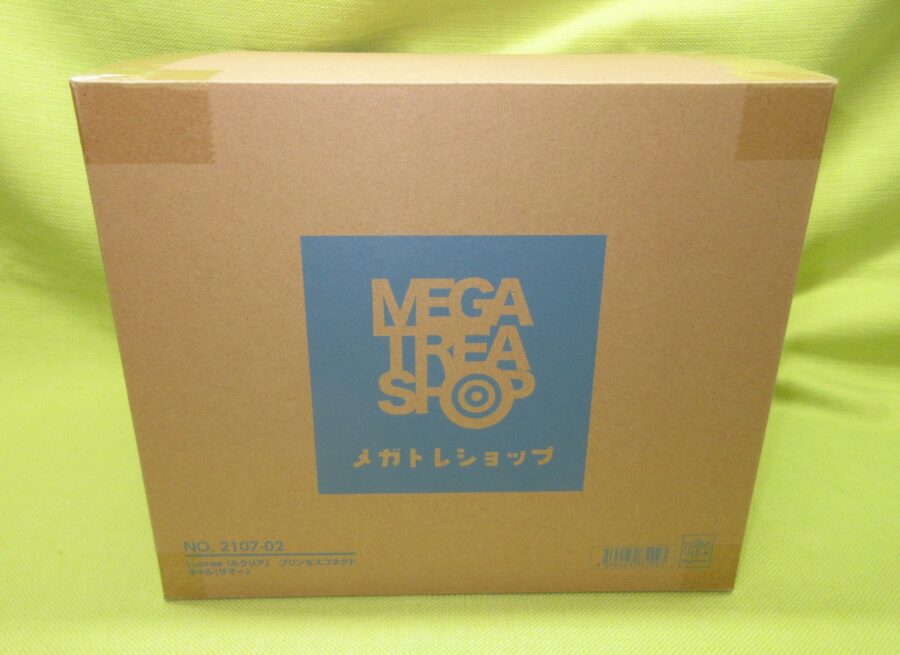 MEGA
TREA
SHOP
メガトレショップ
NO. 2107-02
Lucrea (ルクリア) プリンセスコネクト
キャル(サマー)